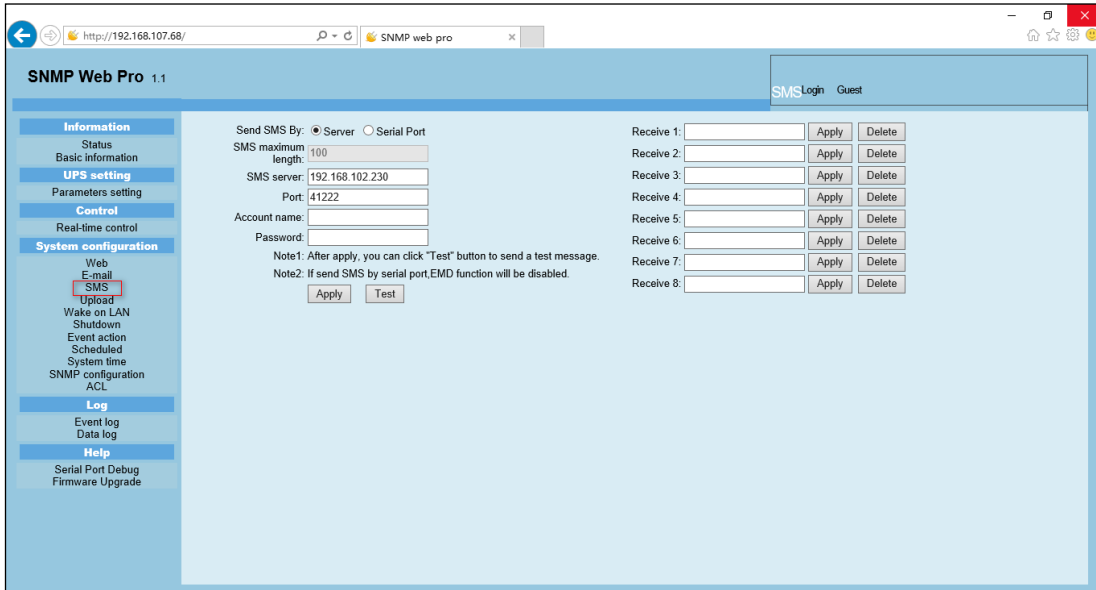 http://192.168.107.68/
SNMP web pro
SNMP Web Pro 1.1
SMS Login Guest
Information
Status
Basic information
UPS setting
Parameters setting
Control
Real-time control
System configuration
Web
E-mail
SMS
Upload
Wake on LAN
Shutdown
Event action
Scheduled
System time
SNMP configuration
ACL
Log
Event log
Data log
Help
Serial Port Debug
Firmware Upgrade
Send SMS By: Server Serial Port
SMS maximum
length: 100
SMS server: 192.168.102.230
Port: 41222
Account name:
Password:
Note1: After apply, you can click "Test" button to send a test message.
Note2: If send SMS by serial port,EMD function will be disabled.
Apply Test
Receive 1: Apply Delete
Receive 2: Apply Delete
Receive 3: Apply Delete
Receive 4: Apply Delete
Receive 5: Apply Delete
Receive 6: Apply Delete
Receive 7: Apply Delete
Receive 8: Apply Delete